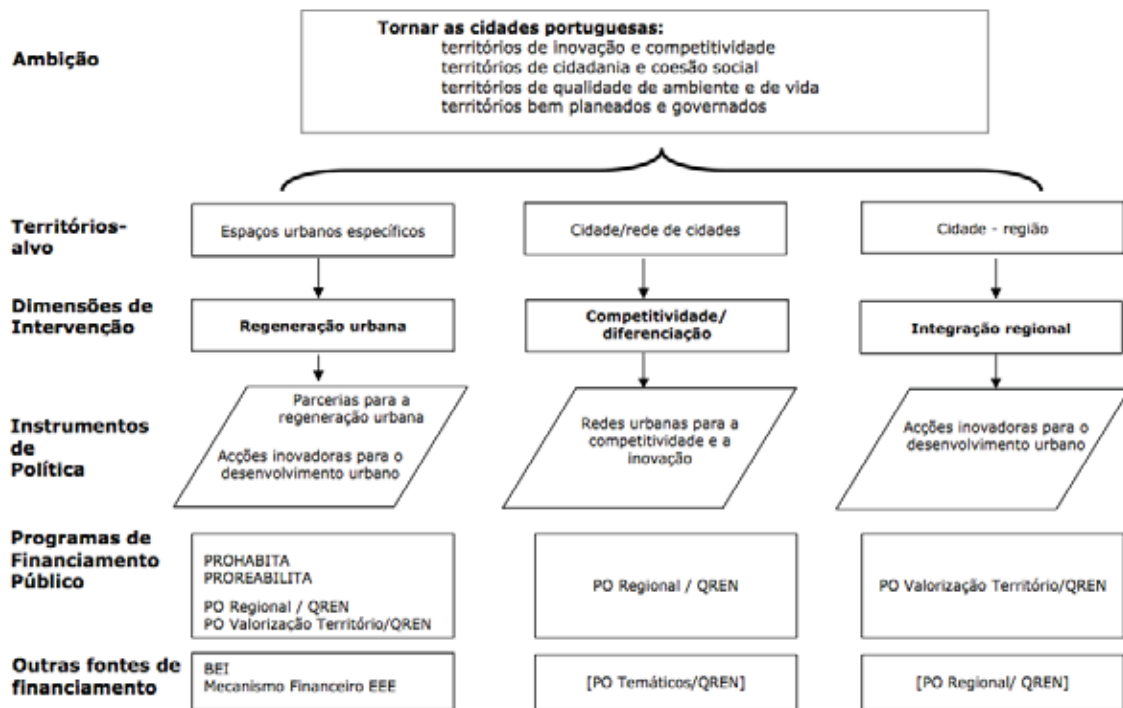 Ambição
Tornar as cidades portuguesas:
territórios de inovação e competitividade
territórios de cidadania e coesão social
territórios de qualidade de ambiente e de vida
territórios bem planeados e governados
Territórios-
alvo
Espaços urbanos específicos
Cidade/rede de cidades
Cidade - região
Dimensões de
Intervenção
Regeneração urbana
Competitividade/
diferenciação
Integração regional
Instrumentos
de
Política
Parcerias para a
regeneração urbana
Acções inovadoras para o
desenvolvimento urbano
Redes urbanas para a
competitividade e a
inovação
Acções inovadoras para o
desenvolvimento urbano
Programas de
Financiamento
Público
PROHABITA
PROREABILITA
PO Regional / QREN
PO Valorização Território/QREN
PO Regional / QREN
PO Valorização Território/QREN
Outras fontes de
financiamento
BEI
Mecanismo Financeiro EEE
[PO Temáticos/QREN]
[PO Regional/ QREN]